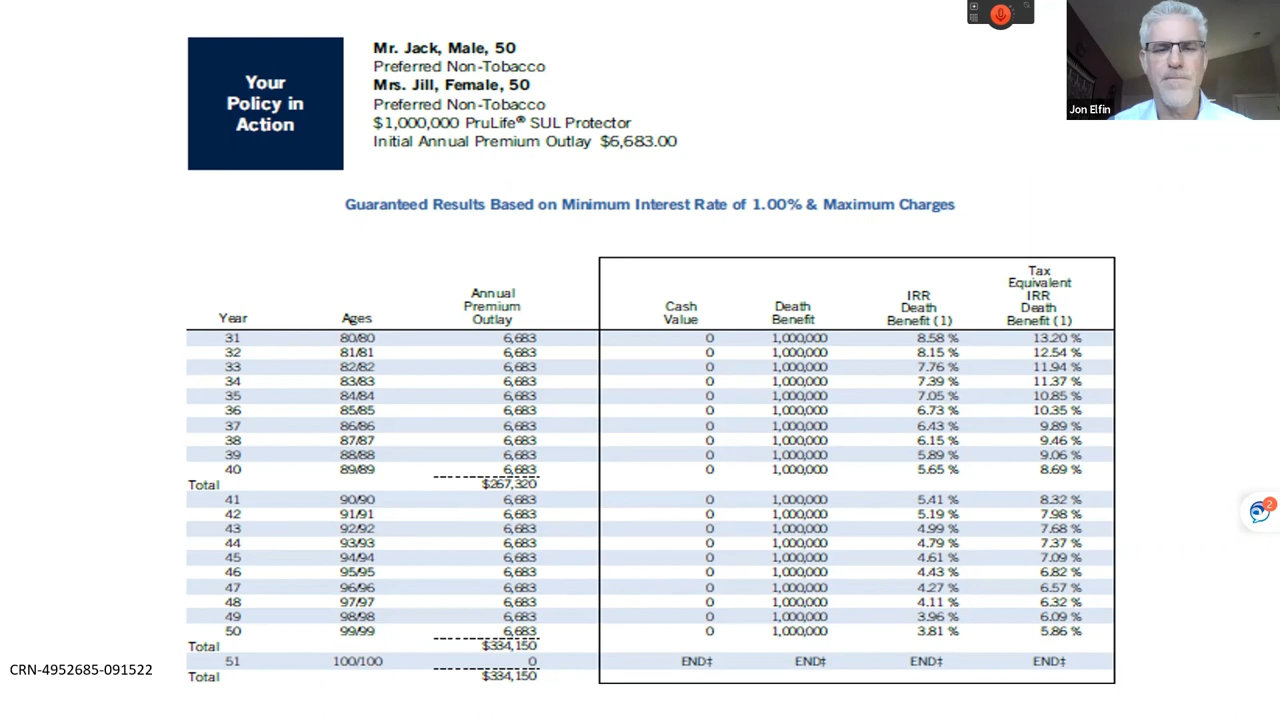 Your
Policy in
Action
Mr. Jack, Male, 50
Preferred Non-Tobacco
Mrs. Jill, Female, 50
Preferred Non-Tobacco
$1,000,000 PruLife® SUL Protector
Initial Annual Premium Outlay $6,683.00
Jon Elfin
Guaranteed Results Based on Minimum Interest Rate of 1.00% & Maximum Charges
Year
Ages
Annual
Premium
Outlay
Cash
Value
Death
Benefit
IRR
Death
Benefit (1)
Tax
Equivalent
IRR
Death
Benefit (1)
31 80/80 6,683 0 1,000,000 8.58 % 13.20 %
32 81/81 6,683 0 1,000,000 8.15 % 12.54 %
33 82/82 6,683 0 1,000,000 7.76 % 11.94 %
34 83/83 6,683 0 1,000,000 7.39 % 11.37 %
35 84/84 6,683 0 1,000,000 7.05 % 10.85 %
36 85/85 6,683 0 1,000,000 6.73 % 10.35 %
37 86/86 6,683 0 1,000,000 6.43 % 9.89 %
38 87/87 6,683 0 1,000,000 6.15 % 9.46 %
39 88/88 6,683 0 1,000,000 5.89 % 9.06 %
40 89/89 6,683 0 1,000,000 5.65 % 8.69 %
Total $267,320
41 90/90 6,683 0 1,000,000 5.41 % 8.32 %
42 91/91 6,683 0 1,000,000 5.19 % 7.98 %
43 92/92 6,683 0 1,000,000 4.99 % 7.68 %
44 93/93 6,683 0 1,000,000 4.79 % 7.37 %
45 94/94 6,683 0 1,000,000 4.61 % 7.09 %
46 95/95 6,683 0 1,000,000 4.43 % 6.82 %
47 96/96 6,683 0 1,000,000 4.27 % 6.57 %
48 97/97 6,683 0 1,000,000 4.11 % 6.32 %
49 98/98 6,683 0 1,000,000 3.96 % 6.09 %
50 99/99 6,683 0 1,000,000 3.81 % 5.86 %
Total $334,150
51 100/100 0 END‡ END‡ END‡ END‡
Total $334,150
CRN-4952685-091522
2